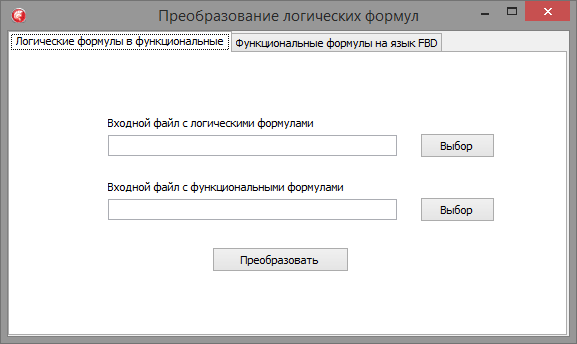 Преобразование логических формул
Логические формулы в функциональные
Функциональные формулы на язык FBD
Входной файл с логическими формулами
Выбор
Входной файл с функциональными формулами
Выбор
Преобразовать